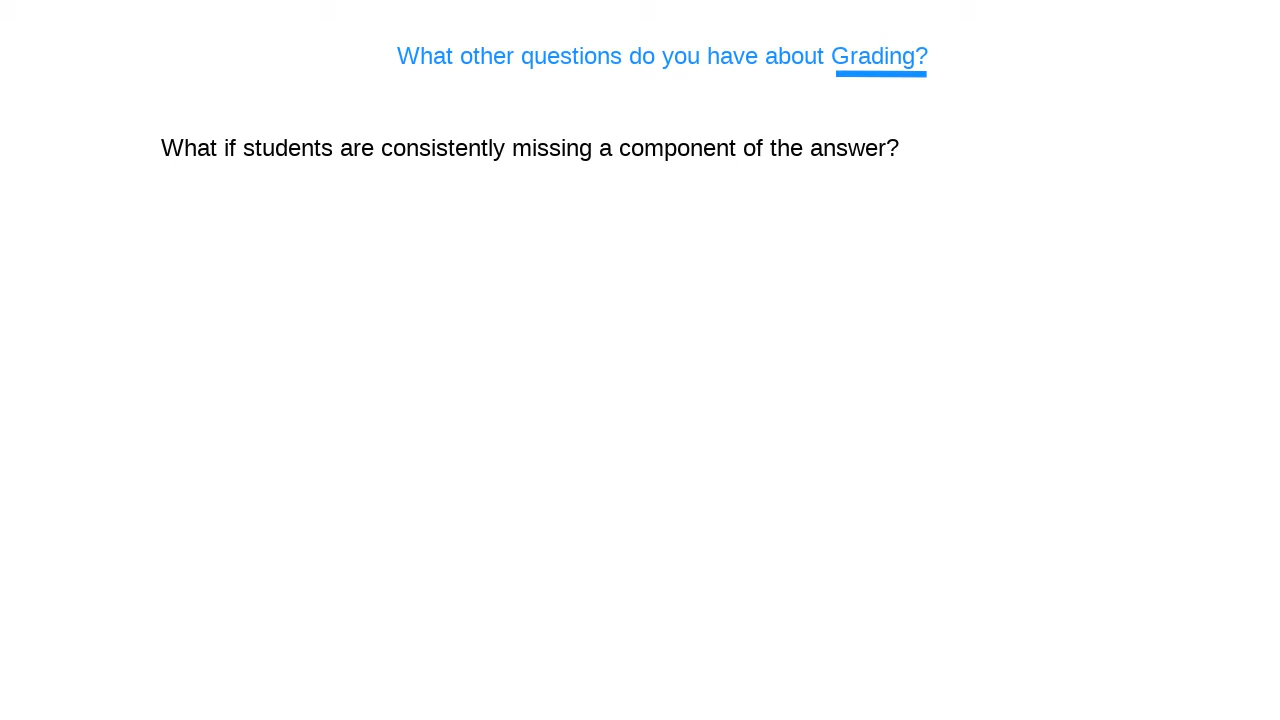 What other questions do you have about Grading?
What if students are consistently missing a component of the answer?